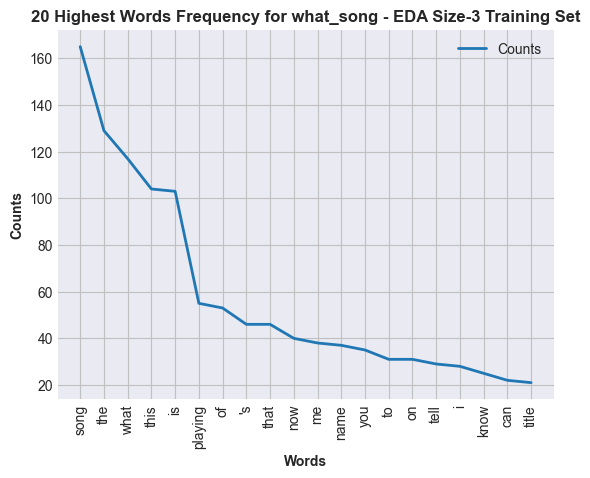 20 Highest Words Frequency for what_song - EDA Size-3 Training Set
Counts
160
140
120
100
80
60
40
20
Counts
song
the
what
this
is
playing
of
's
that
now
me
name
you
to
on
tell
i
know
can
title
Words